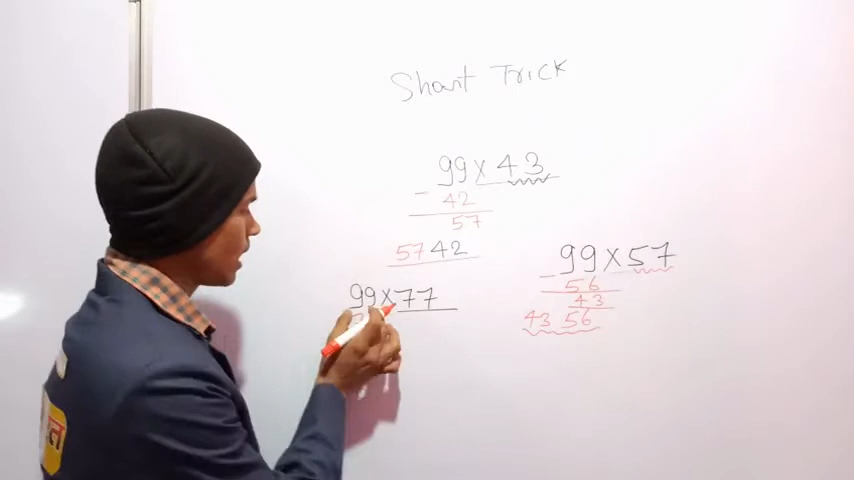 Short Trick
99 x 43
- 42
57
5742
99 x 57
- 56
43
43 56
99 x 77